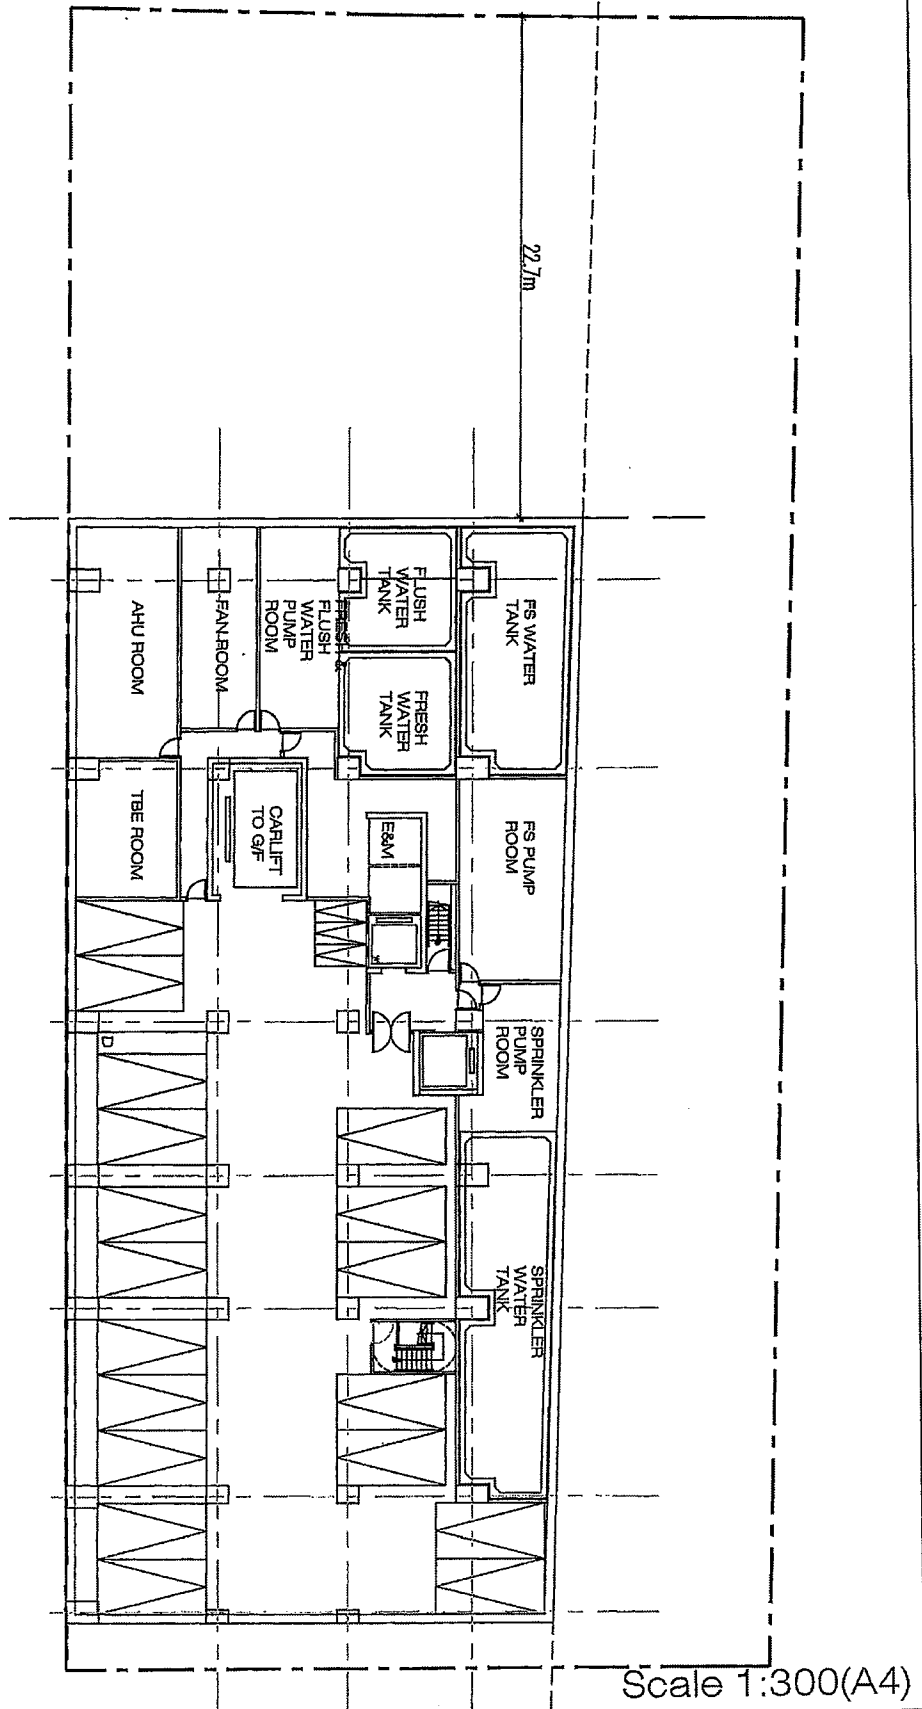 22.7m
AHU ROOM
FAN ROOM
FRESH &
FLUSH
WATER
PUMP
ROOM
FLUSH
WATER
TANK
FS WATER
TANK
FRESH
WATER
TANK
TBE ROOM
CARLIFT
TO G/F
E&M
FS PUMP
ROOM
D
SPRINKLER
PUMP
ROOM
SPRINKLER
WATER
TANK
Scale 1:300(A4)